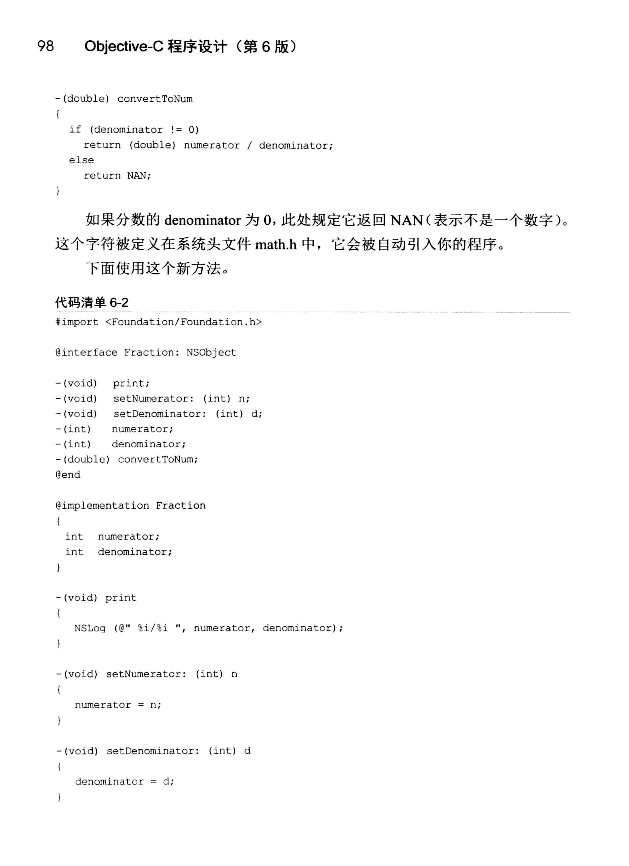 98 Objective-C 程序设计（第 6 版）
-(double) convertToNum
{
if (denominator != 0)
return (double) numerator / denominator;
else
return NAN;
}
如果分数的 denominator 为 0，此处规定它返回 NAN（表示不是一个数字）。
这个字符被定义在系统头文件 math.h 中，它会被自动引入你的程序。
下面使用这个新方法。
代码清单 6-2
#import <Foundation/Foundation.h>
@interface Fraction: NSObject
-(void) print;
-(void) setNumerator: (int) n;
-(void) setDenominator: (int) d;
-(int) numerator;
-(int) denominator;
-(double) convertToNum;
@end
@implementation Fraction
{
int numerator;
int denominator;
}
-(void) print
{
NSLog (@" %i/%i ", numerator, denominator);
}
-(void) setNumerator: (int) n
{
numerator = n;
}
-(void) setDenominator: (int) d
{
denominator = d;
}